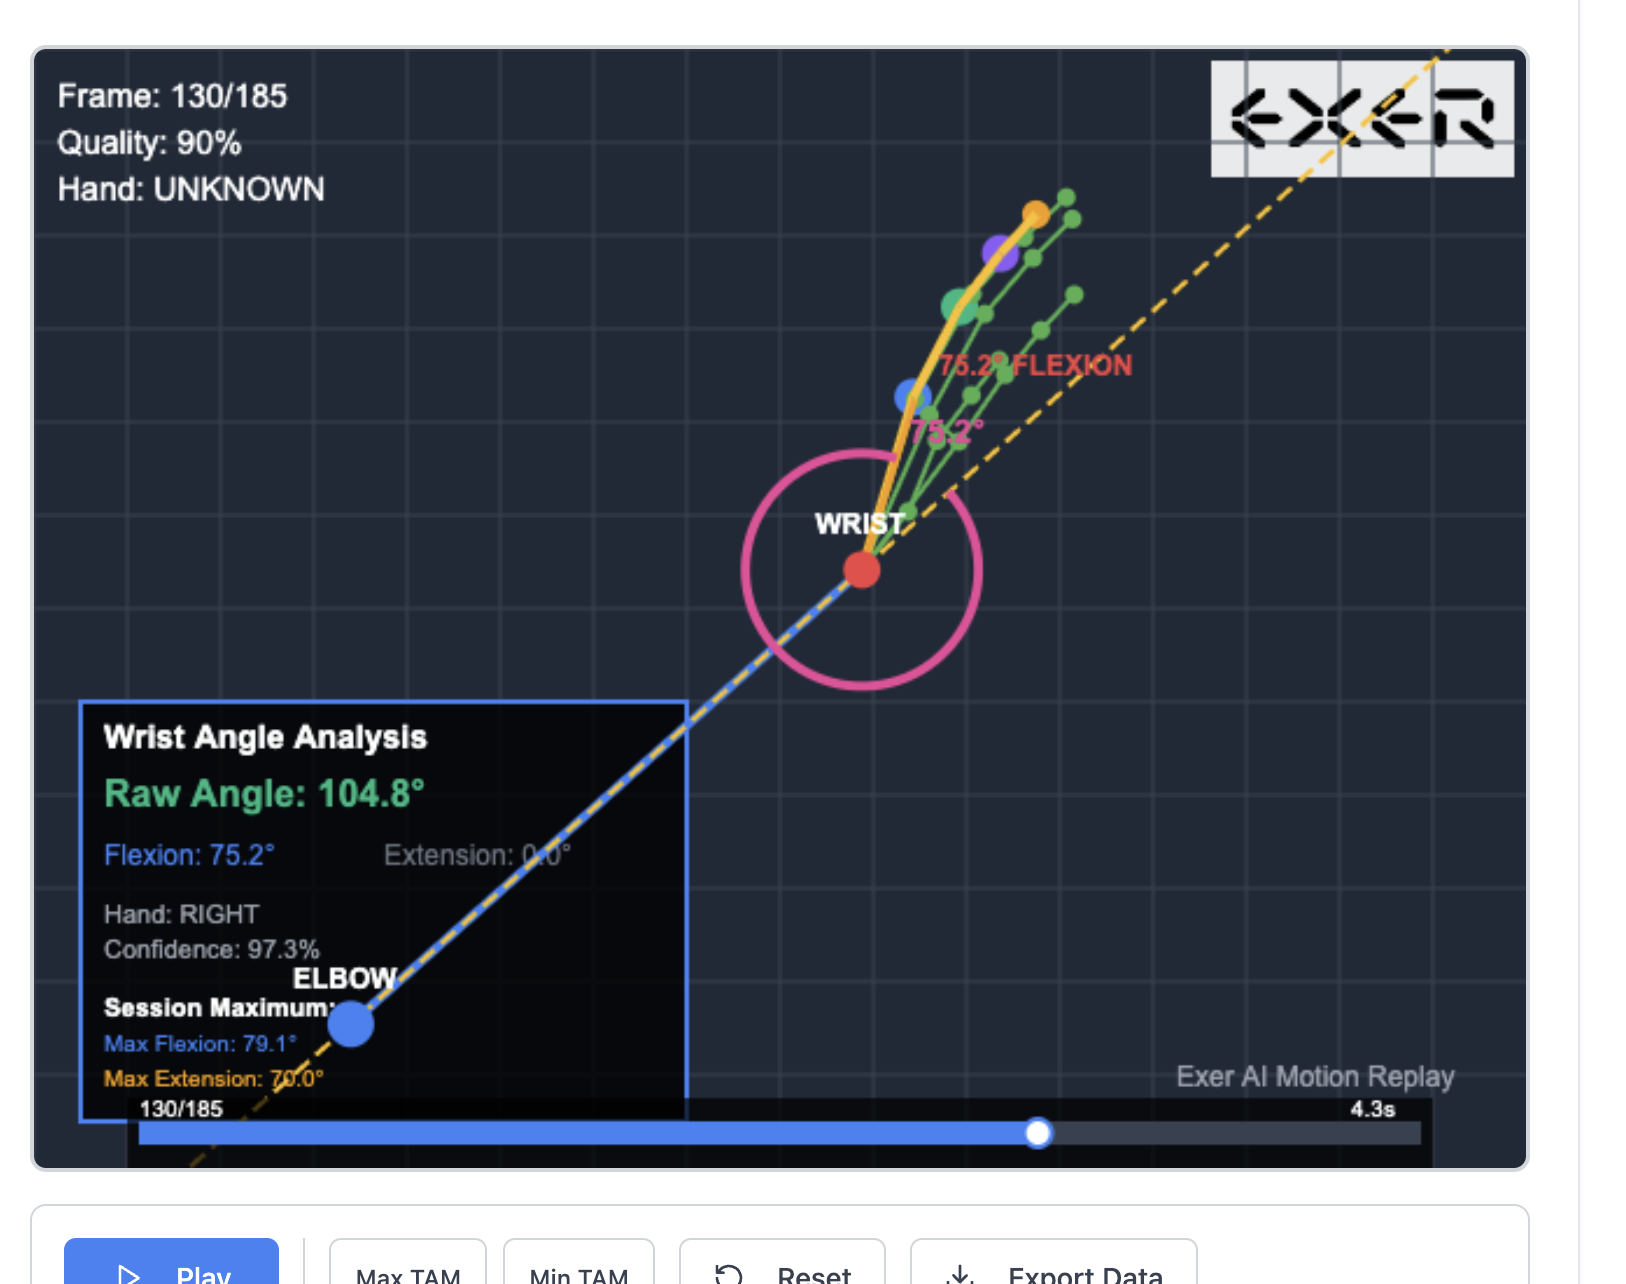 Frame: 130/185
Quality: 90%
Hand: UNKNOWN
EXER
75.2° FLEXION
75.2°
WRIST
Wrist Angle Analysis
Raw Angle: 104.8°
Flexion: 75.2° Extension: 0.0°
Hand: RIGHT
Confidence: 97.3%
ELBOW
Session Maximum:
Max Flexion: 79.1°
Max Extension: 70.0°
Exer AI Motion Replay
130/185 4.3s
Play Max TAM Min TAM Reset Export Data